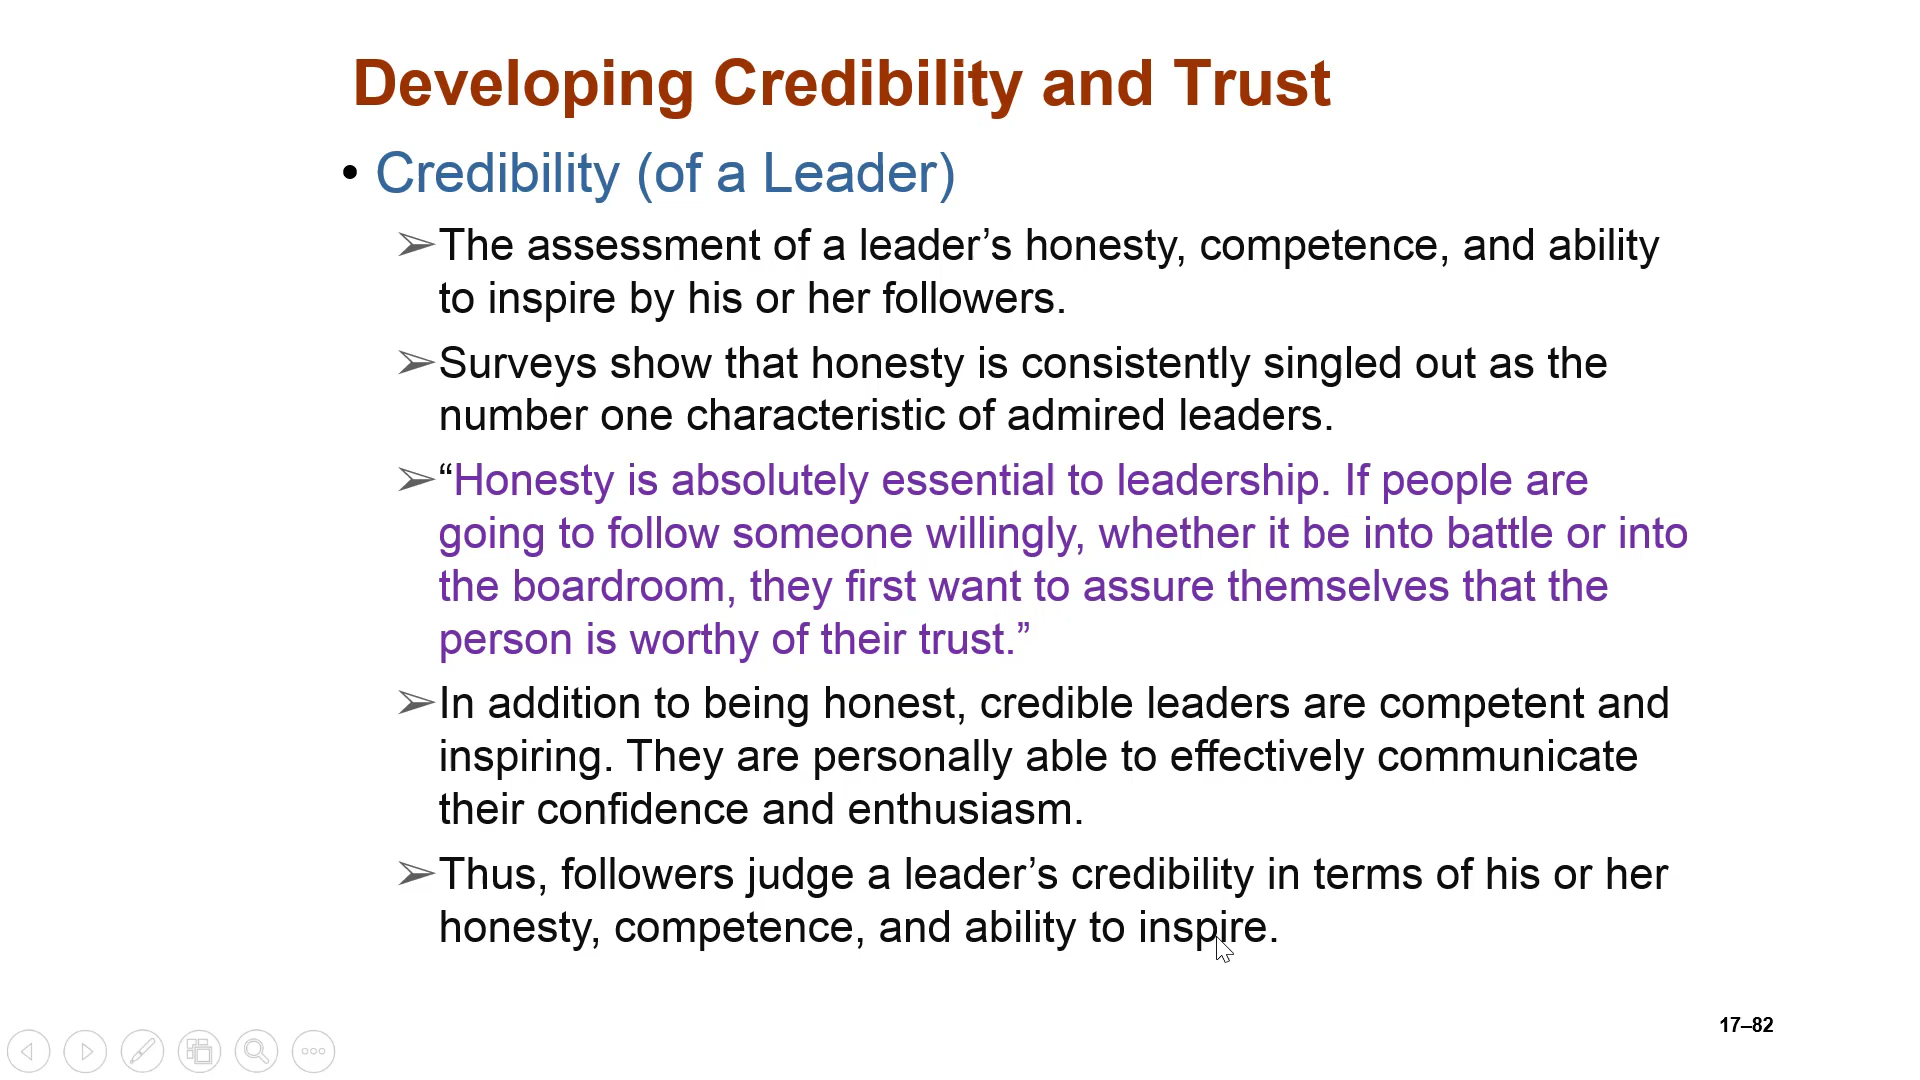 Developing Credibility and Trust
• Credibility (of a Leader)
➢The assessment of a leader’s honesty, competence, and ability
to inspire by his or her followers.
➢Surveys show that honesty is consistently singled out as the
number one characteristic of admired leaders.
➢“Honesty is absolutely essential to leadership. If people are
going to follow someone willingly, whether it be into battle or into
the boardroom, they first want to assure themselves that the
person is worthy of their trust.”
➢In addition to being honest, credible leaders are competent and
inspiring. They are personally able to effectively communicate
their confidence and enthusiasm.
➢Thus, followers judge a leader’s credibility in terms of his or her
honesty, competence, and ability to inspire.
17–82